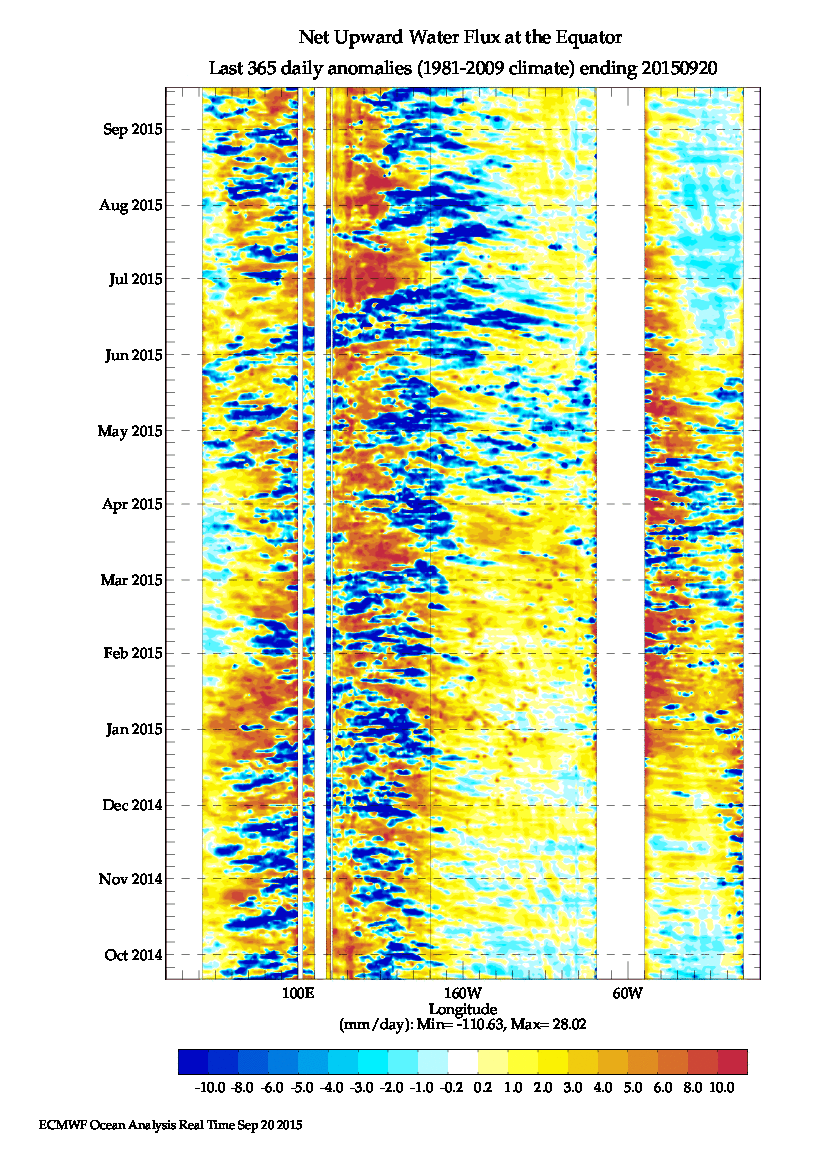 Net Upward Water Flux at the Equator
Last 365 daily anomalies (1981-2009 climate) ending 20150920
Sep 2015
Aug 2015
Jul 2015
Jun 2015
May 2015
Apr 2015
Mar 2015
Feb 2015
Jan 2015
Dec 2014
Nov 2014
Oct 2014
100E 160W 60W
Longitude
(mm/day): Min= -110.63, Max= 28.02
-10.0 -8.0 -6.0 -5.0 -4.0 -3.0 -2.0 -1.0 -0.2 0.2 1.0 2.0 3.0 4.0 5.0 6.0 8.0 10.0
ECMWF Ocean Analysis Real Time Sep 20 2015